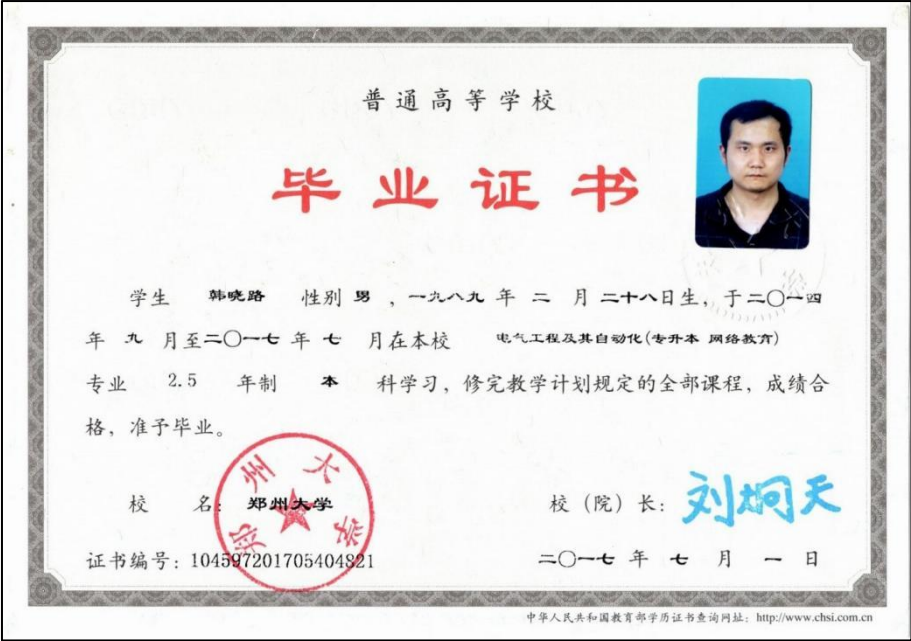 普通高等学校
毕业证书
学生 韩晓路 性别 男，一九八九年 二 月 二十八日生，于二〇一四
年 九 月至二〇一七 年 七 月在本校 电气工程及其自动化(专升本 网络教育)
专业 2.5 年制 本 科学习，修完教学计划规定的全部课程，成绩合
格，准予毕业。
郑州大学
校 名：郑州大学 校（院）长：刘炯天
证书编号：104597201705404821 二〇一七 年 七 月 一 日
中华人民共和国教育部学历证书查询网址：http://www.chsi.com.cn